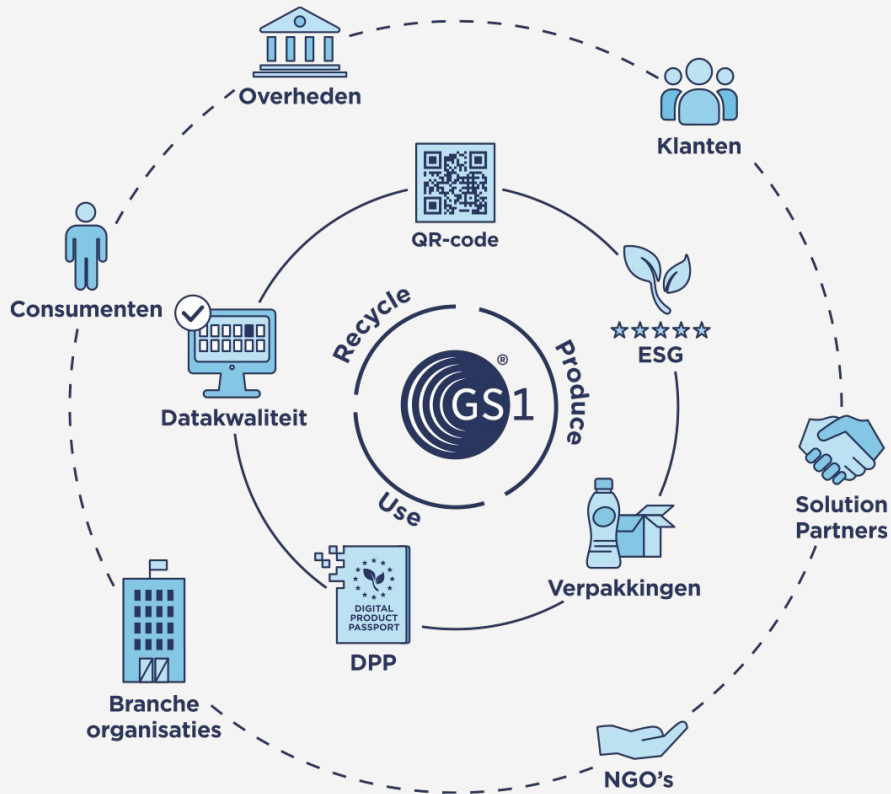 Overheden
Klanten
QR-code
Consumenten
ESG
Recycle
Produce
Use
GS1®
Datakwaliteit
Solution
Partners
Verpakkingen
DIGITAL
PRODUCT
PASSPORT
DPP
Branche
organisaties
NGO's